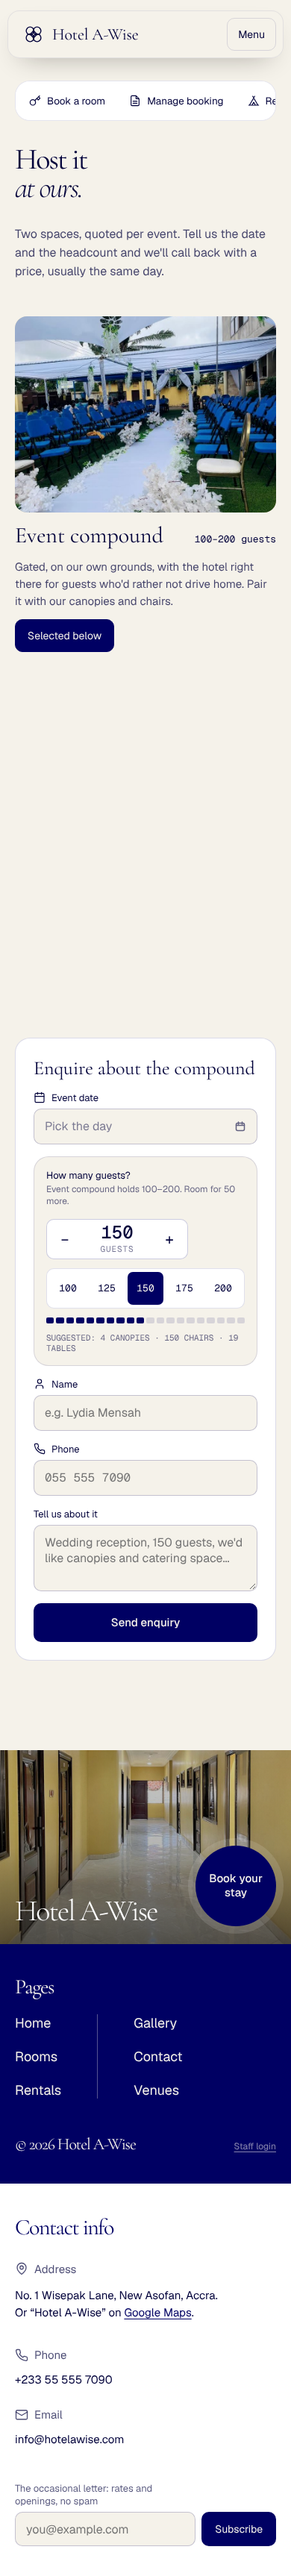 Hotel A-Wise
Menu
Book a room
Manage booking
Re
Host it
at ours.
Two spaces, quoted per event. Tell us the date
and the headcount and we'll call back with a
price, usually the same day.
Event compound
100–200 guests
Gated, on our own grounds, with the hotel right
there for guests who'd rather not drive home. Pair
it with our canopies and chairs.
Selected below
Enquire about the compound
Event date
Pick the day
How many guests?
Event compound holds 100–200. Room for 50
more.
− 150 +
GUESTS
100 125 150 175 200
SUGGESTED: 4 CANOPIES · 150 CHAIRS · 19
TABLES
Name
e.g. Lydia Mensah
Phone
055 555 7090
Tell us about it
Wedding reception, 150 guests, we'd
like canopies and catering space…
Send enquiry
Hotel A-Wise
Book your
stay
Pages
Home
Gallery
Rooms
Contact
Rentals
Venues
© 2026 Hotel A-Wise
Staff login
Contact info
Address
No. 1 Wisepak Lane, New Asofan, Accra.
Or “Hotel A-Wise” on Google Maps.
Phone
+233 55 555 7090
Email
info@hotelawise.com
The occasional letter: rates and
openings, no spam
you@example.com
Subscribe